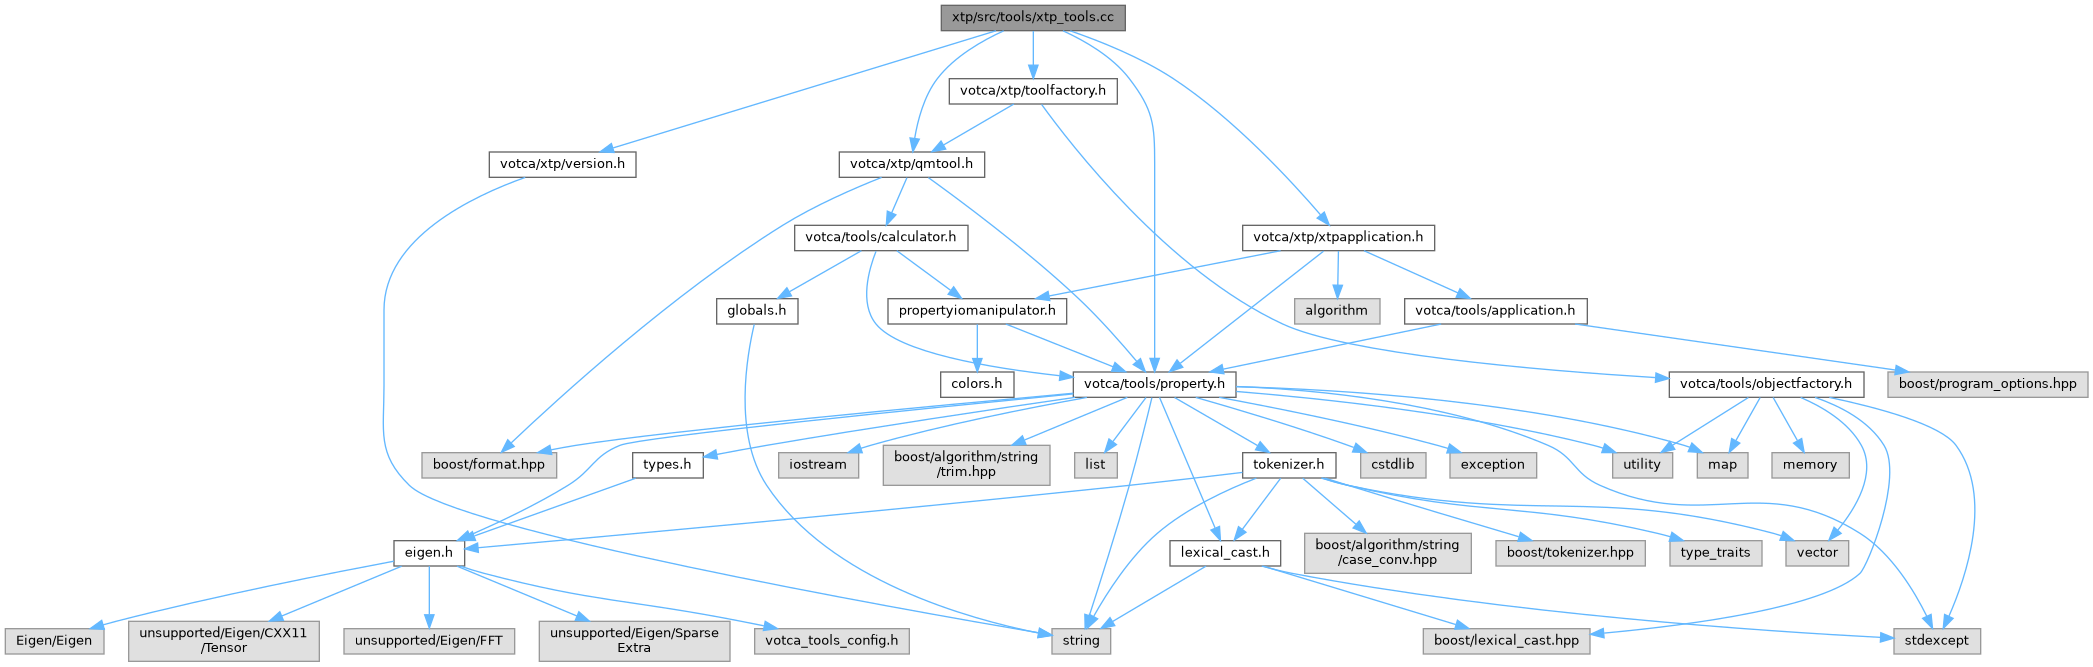 xtp/src/tools/xtp_tools.cc
votca/xtp/toolfactory.h
votca/xtp/version.h
votca/xtp/qmtool.h
votca/tools/calculator.h
votca/xtp/xtpapplication.h
globals.h
propertyiomanipulator.h
algorithm
votca/tools/application.h
colors.h
votca/tools/property.h
votca/tools/objectfactory.h
boost/program_options.hpp
boost/format.hpp
types.h
iostream
boost/algorithm/string
/trim.hpp
list
tokenizer.h
cstdlib
exception
utility
map
memory
eigen.h
lexical_cast.h
boost/algorithm/string
/case_conv.hpp
boost/tokenizer.hpp
type_traits
vector
Eigen/Eigen
unsupported/Eigen/CXX11
/Tensor
unsupported/Eigen/FFT
unsupported/Eigen/Sparse
Extra
votca_tools_config.h
string
boost/lexical_cast.hpp
stdexcept